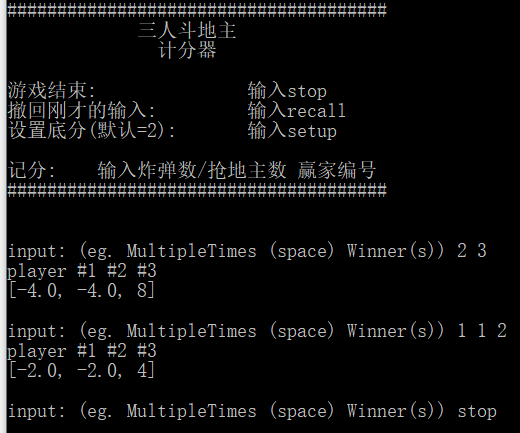 ######################################
三人斗地主
计分器
游戏结束: 输入stop
撤回刚才的输入: 输入recall
设置底分(默认=2): 输入setup
记分: 输入炸弹数/抢地主数 赢家编号
######################################
input: (eg. MultipleTimes (space) Winner(s)) 2 3
player #1 #2 #3
[-4.0, -4.0, 8]
input: (eg. MultipleTimes (space) Winner(s)) 1 1 2
player #1 #2 #3
[-2.0, -2.0, 4]
input: (eg. MultipleTimes (space) Winner(s)) stop